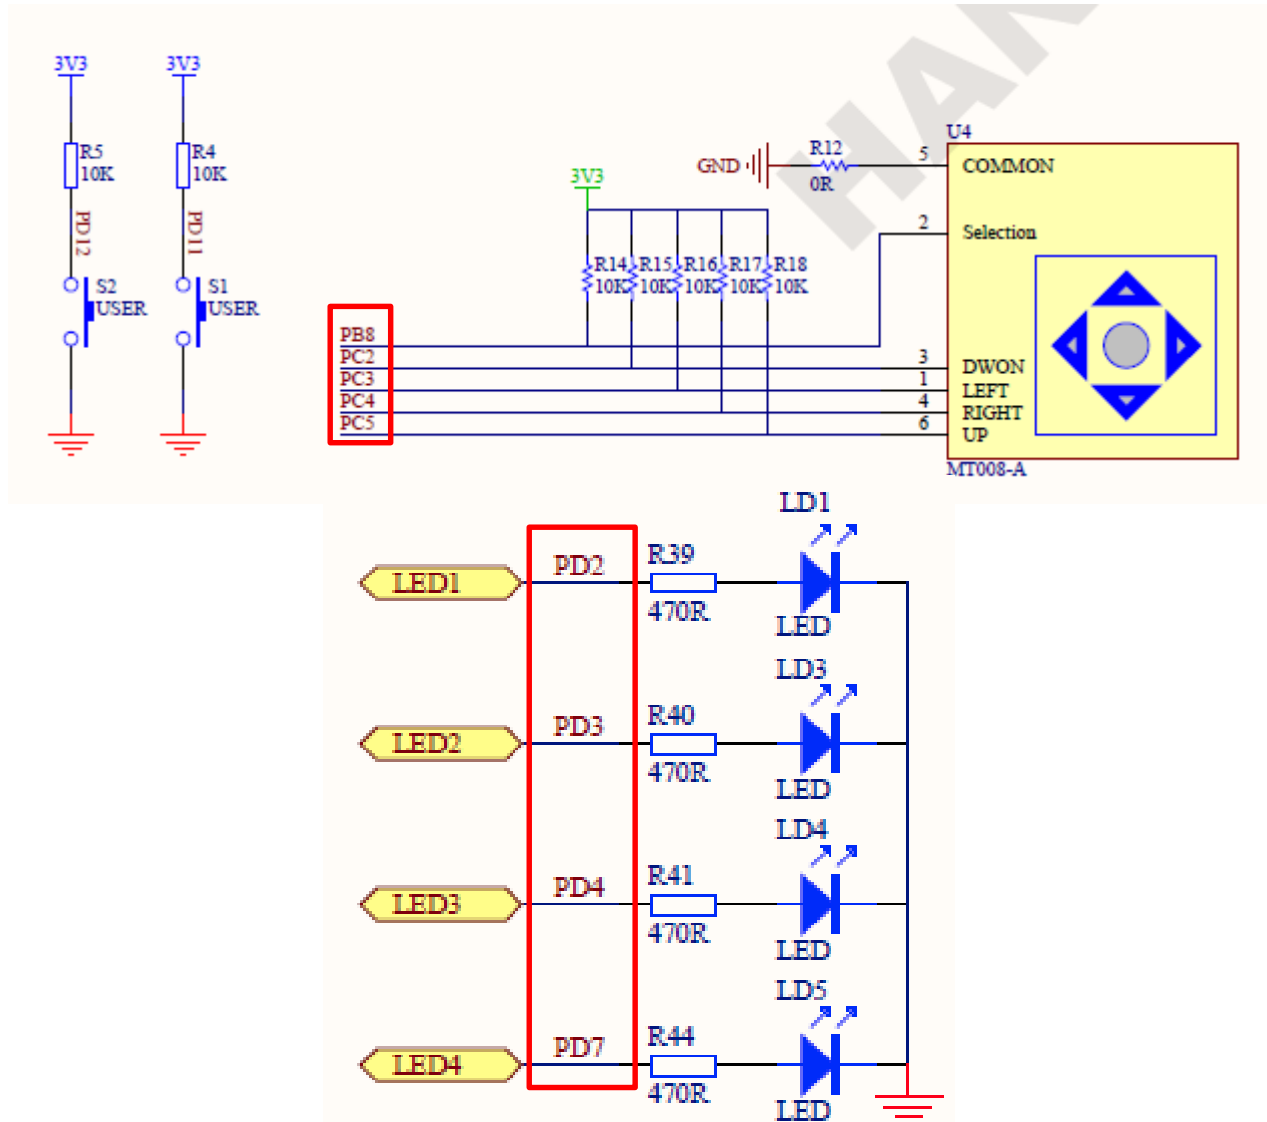 3V3
3V3
R5
10K
R4
10K
PD12
PD11
S2
USER
S1
USER
HAN
U4
R12
0R
GND
5
COMMON
3V3
2
Selection
R14
10K
R15
10K
R16
10K
R17
10K
R18
10K
PB8
PC2
PC3
PC4
PC5
3
DWON
1
LEFT
4
RIGHT
6
UP
MT008-A
LD1
LED1
PD2
R39
470R
LED
LD3
LED2
PD3
R40
470R
LED
LD4
LED3
PD4
R41
470R
LED
LD5
LED4
PD7
R44
470R
LED